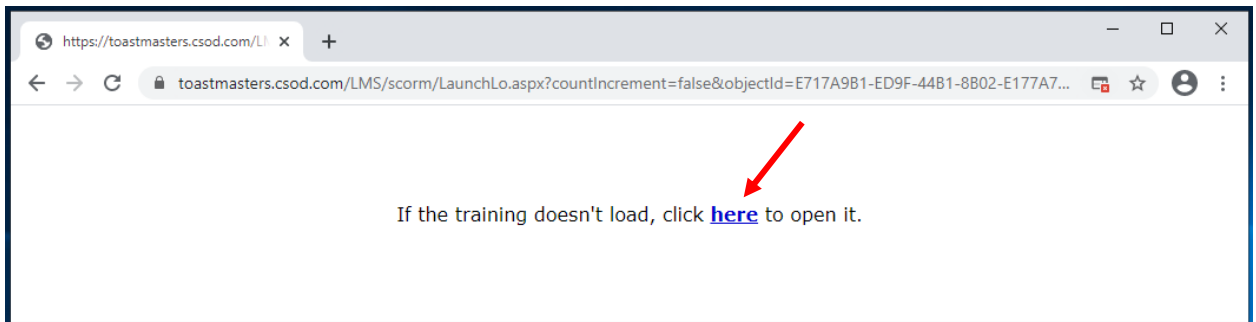 https://toastmasters.csod.com/L
toastmasters.csod.com/LMS/scorm/LaunchLo.aspx?countIncrement=false&objectId=E717A9B1-ED9F-44B1-8B02-E177A7...
If the training doesn't load, click here to open it.